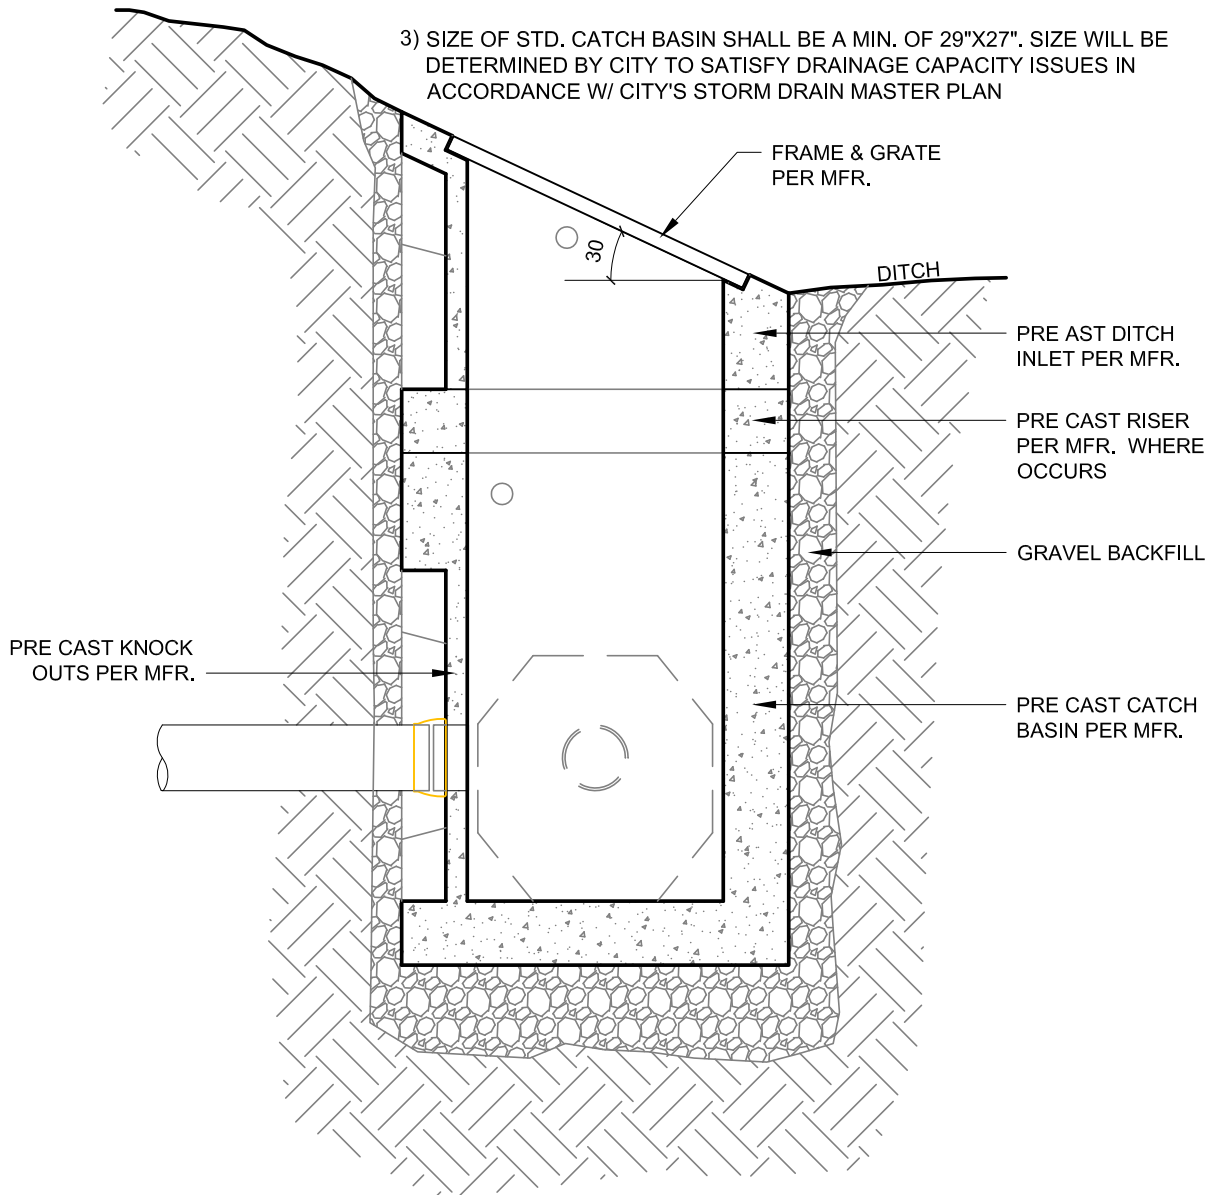 3) SIZE OF STD. CATCH BASIN SHALL BE A MIN. OF 29"X27". SIZE WILL BE
DETERMINED BY CITY TO SATISFY DRAINAGE CAPACITY ISSUES IN
ACCORDANCE W/ CITY'S STORM DRAIN MASTER PLAN
FRAME & GRATE
PER MFR.
30
DITCH
PRE AST DITCH
INLET PER MFR.
PRE CAST RISER
PER MFR. WHERE
OCCURS
GRAVEL BACKFILL
PRE CAST KNOCK
OUTS PER MFR.
PRE CAST CATCH
BASIN PER MFR.